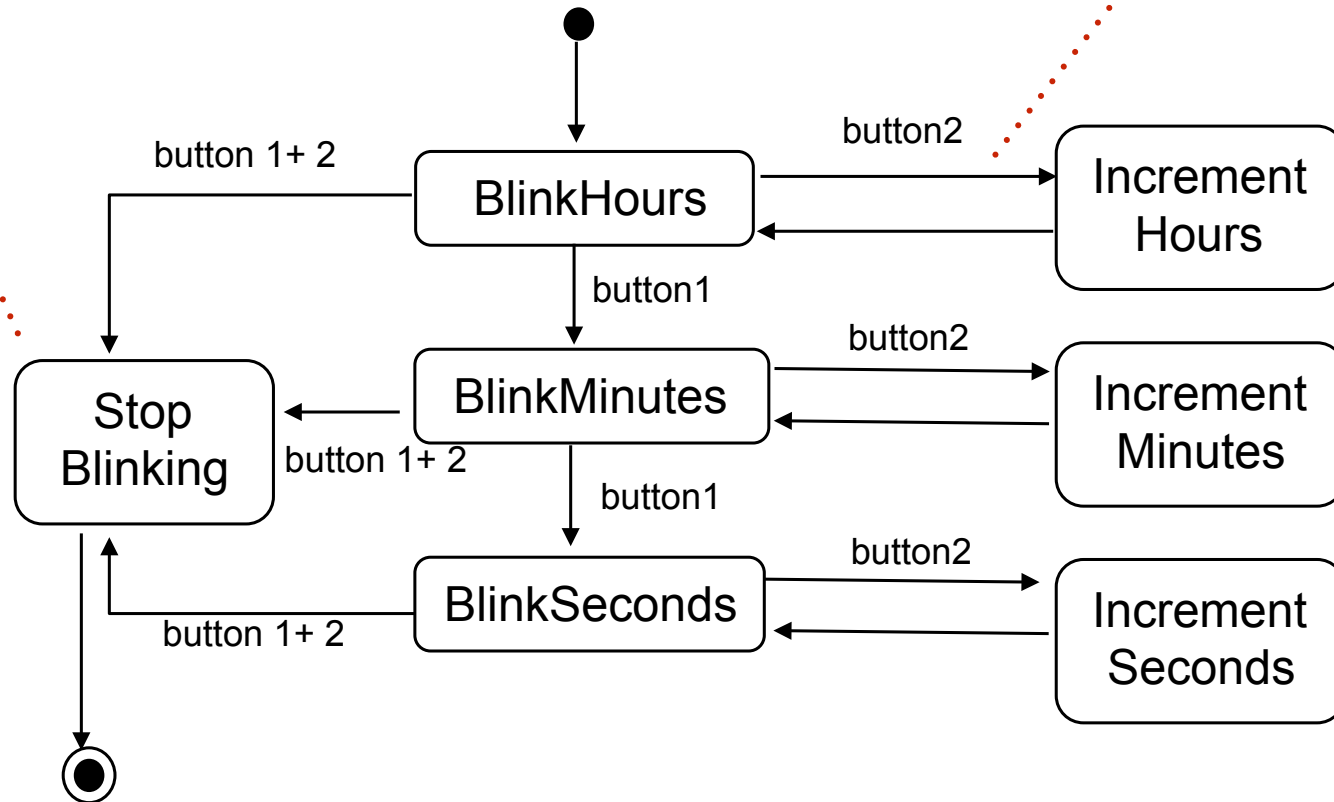 button2
button 1+ 2
BlinkHours
Increment
Hours
button1
button2
Stop
Blinking
BlinkMinutes
Increment
Minutes
button 1+ 2
button1
button2
BlinkSeconds
Increment
Seconds
button 1+ 2